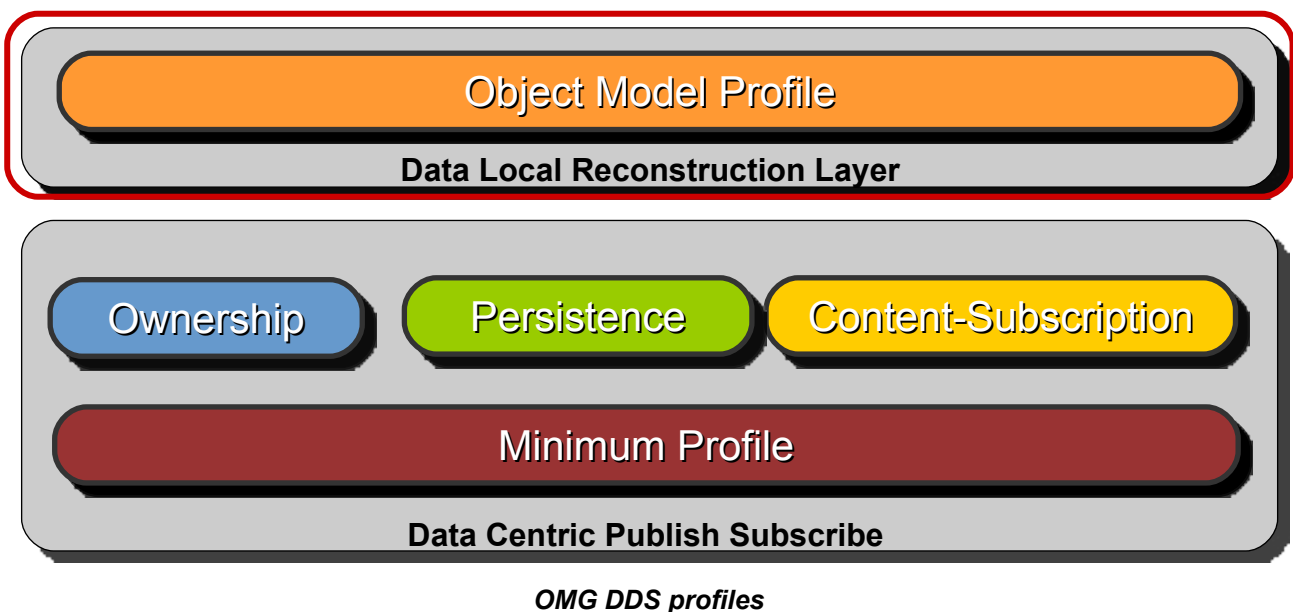 Object Model Profile
Data Local Reconstruction Layer
Ownership
Persistence
Content-Subscription
Minimum Profile
Data Centric Publish Subscribe
OMG DDS profiles